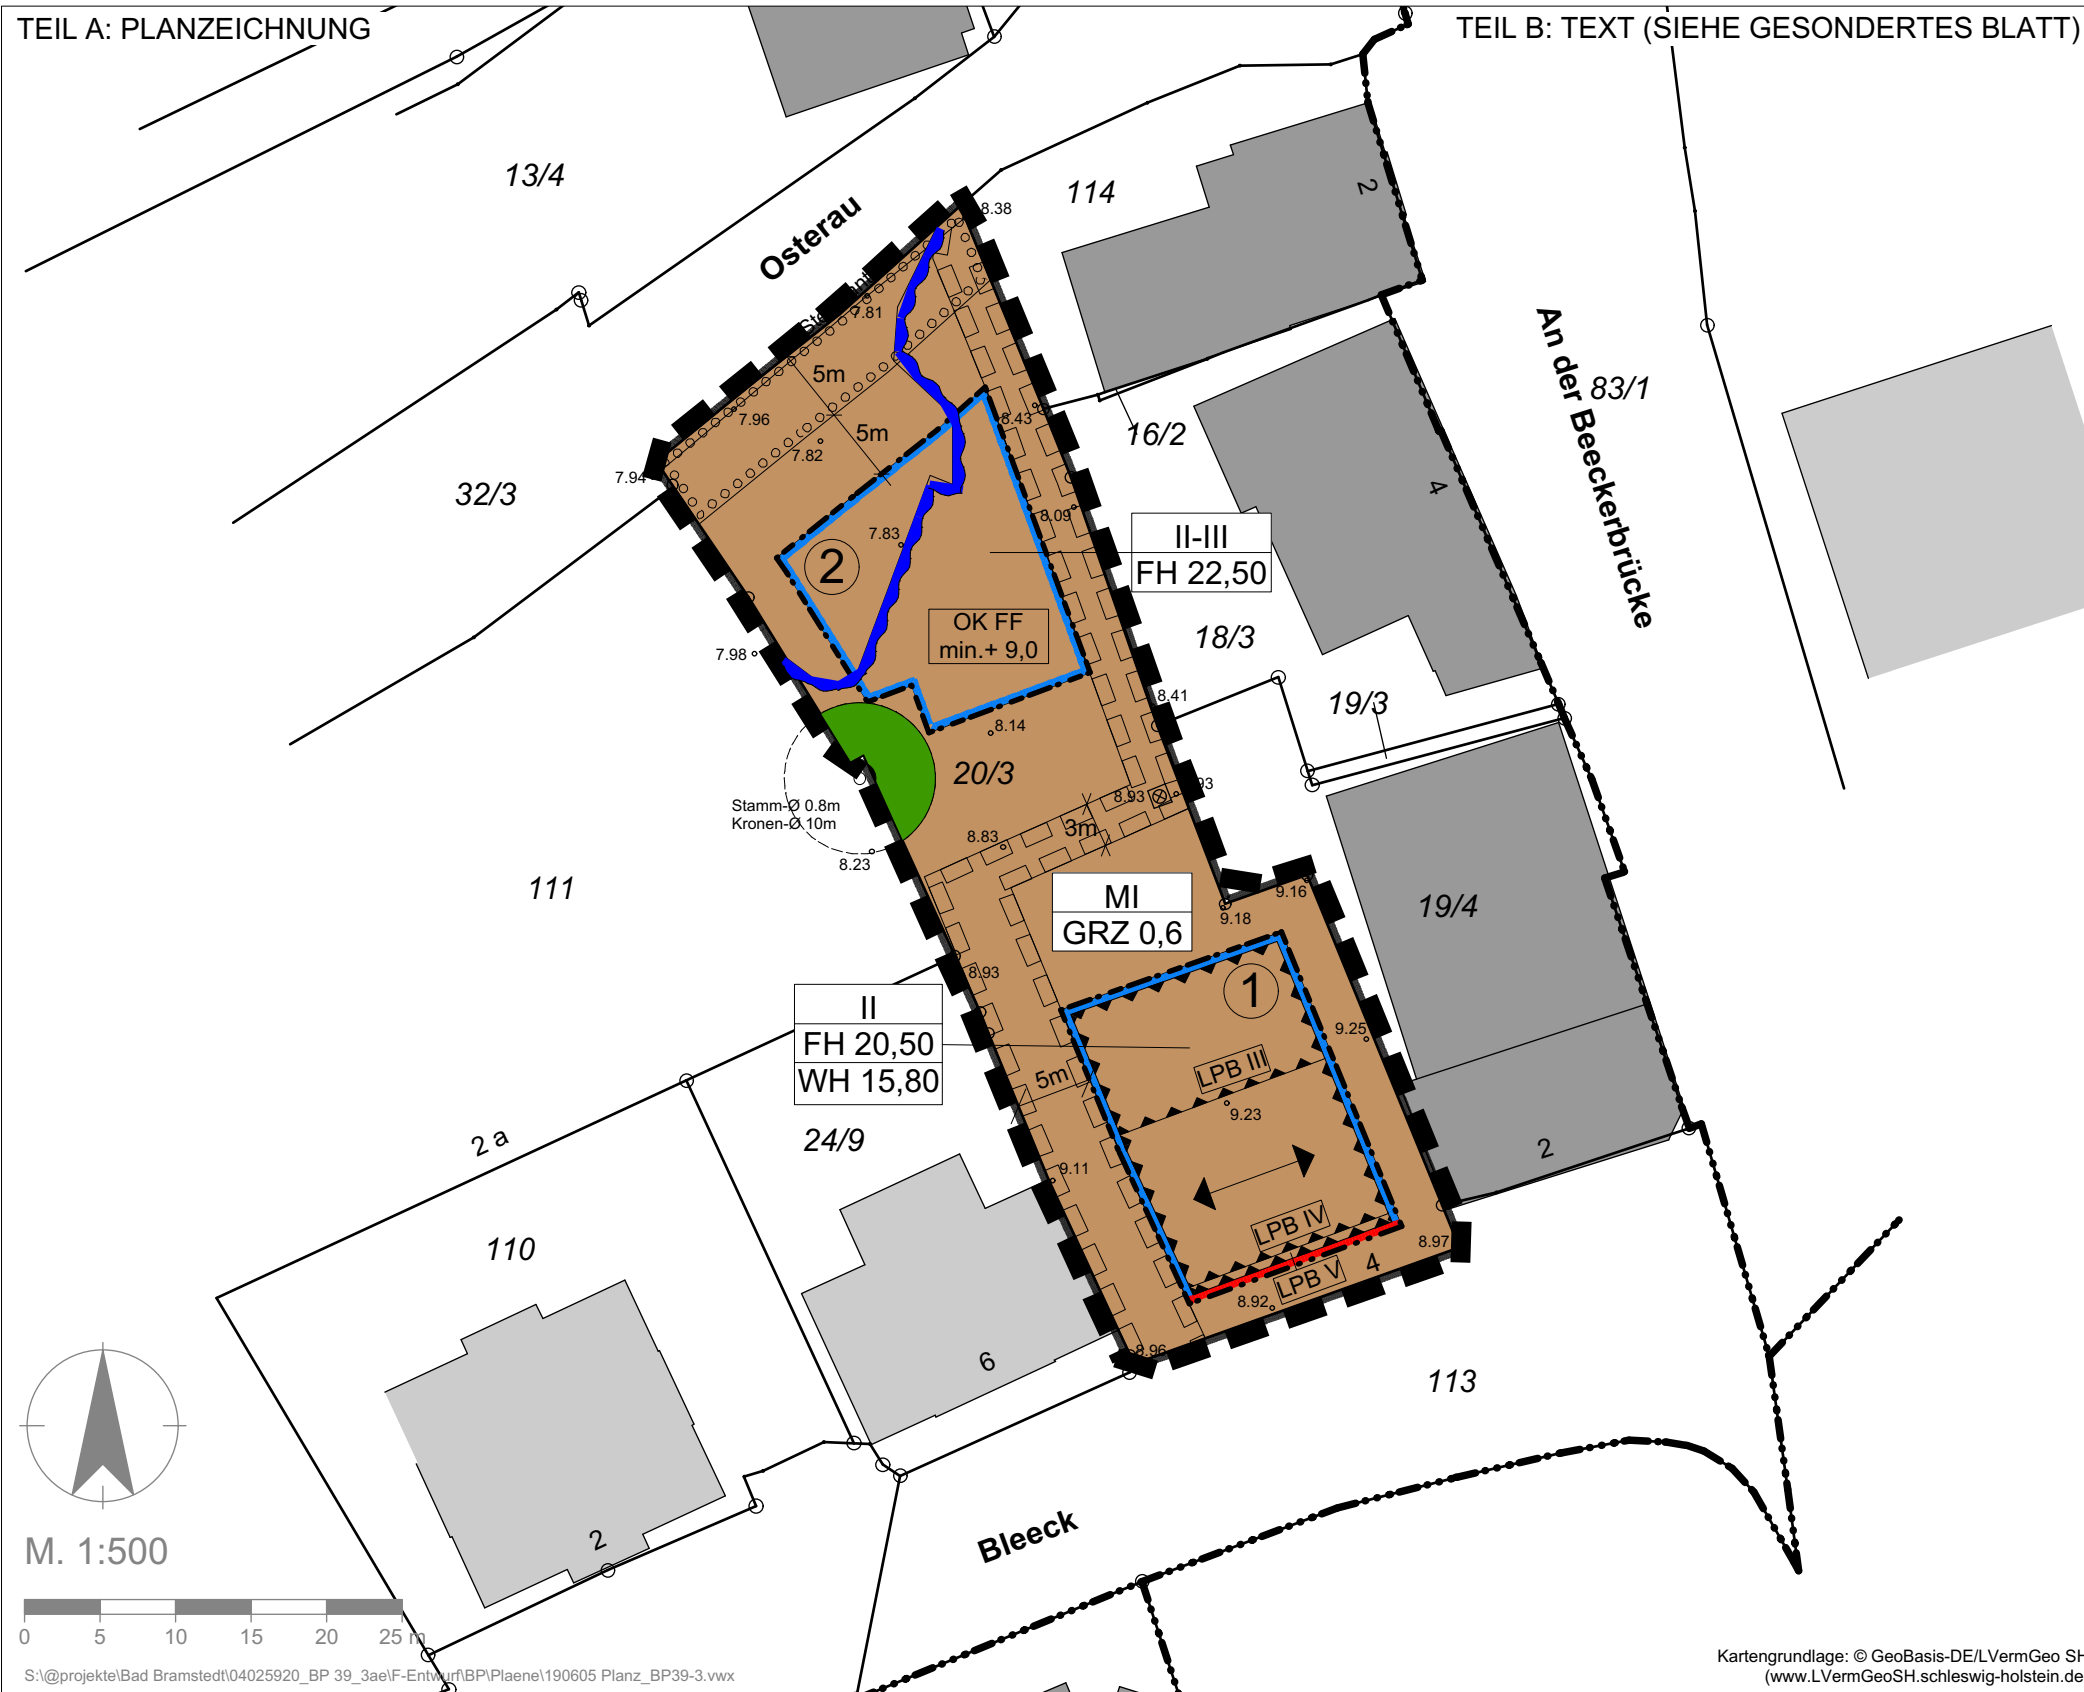 TEIL A: PLANZEICHNUNG
TEIL B: TEXT (SIEHE GESONDERTES BLATT)
13/4
114
2
Osterau
8.38
7.81
5m
7.96
5m
7.82
8.43
16/2
83/1
An der Beeckerbrücke
4
32/3
7.94
8.09
7.83
2
II-III
FH 22,50
OK FF
min.+ 9,0
18/3
7.98
8.41
19/3
8.14
20/3
Stamm-Ø 0.8m
Kronen-Ø 10m
8.93
3m
8.83
8.23
111
MI
GRZ 0,6
9.16
9.18
19/4
8.93
1
II
FH 20,50
WH 15,80
9.25
5m
LPB III
9.23
2 a
24/9
9.11
2
110
LPB IV
LPB V
4
8.97
8.92
8.96
6
113
Bleeck
2
M. 1:500
0 5 10 15 20 25 m
S:\@projekte\Bad Bramstedt\04025920_BP 39_3ae\F-Entwurf\BP\Plaene\190605 Planz_BP39-3.vwx
Kartengrundlage: © GeoBasis-DE/LVermGeo SH
(www.LVermGeoSH.schleswig-holstein.de